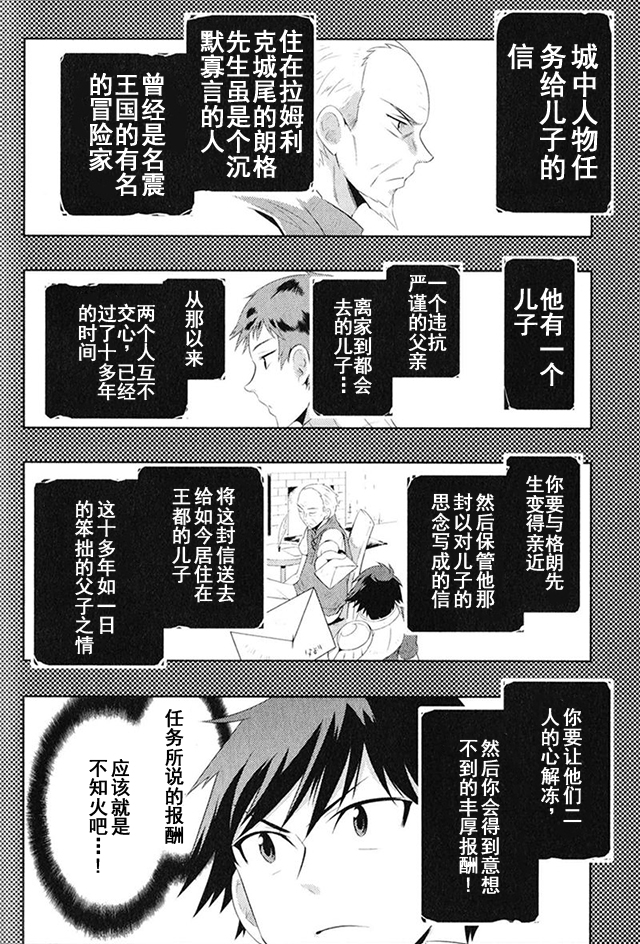 城中人物任
务给儿子的
信
住在拉姆利
克城尾的朗格
先生虽是个沉
默寡言的人
曾经是名震
王国的有名
的冒险家
他有一个
儿子
一个违抗
严谨的父亲
离家到都会
去的儿子…
从那以来
两个人互不
交心，已经
过了十多年
的时间
你要与格朗先
生变得亲近
然后保管他那
封以对儿子的
思念写成的信
将这封信送去
给如今居住在
王都的儿子
这十多年如一日
的笨拙的父子之情
你要让他们二
人的心解冻，
然后你会得到意想
不到的丰厚报酬！
任务所说的报酬
应该就是
不知火吧…！